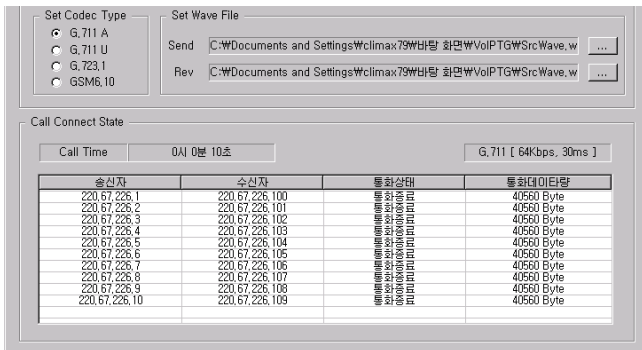 Set Codec Type
G,711 A
G,711 U
G,723,1
GSM6,10
Set Wave File
Send C:₩Documents and Settings₩climax79₩바탕 화면₩VoIPTG₩SrcWave,w ...
Rev C:₩Documents and Settings₩climax79₩바탕 화면₩VoIPTG₩SrcWave,w ...
Call Connect State
Call Time 0시 0분 10초 G,711 [ 64Kbps, 30ms ]
송신자 수신자 통화상태 통화데이타량
220,67,226,1 220,67,226,100 통화종료 40560 Byte
220,67,226,2 220,67,226,101 통화종료 40560 Byte
220,67,226,3 220,67,226,102 통화종료 40560 Byte
220,67,226,4 220,67,226,103 통화종료 40560 Byte
220,67,226,5 220,67,226,104 통화종료 40560 Byte
220,67,226,6 220,67,226,105 통화종료 40560 Byte
220,67,226,7 220,67,226,106 통화종료 40560 Byte
220,67,226,8 220,67,226,107 통화종료 40560 Byte
220,67,226,9 220,67,226,108 통화종료 40560 Byte
220,67,226,10 220,67,226,109 통화종료 40560 Byte